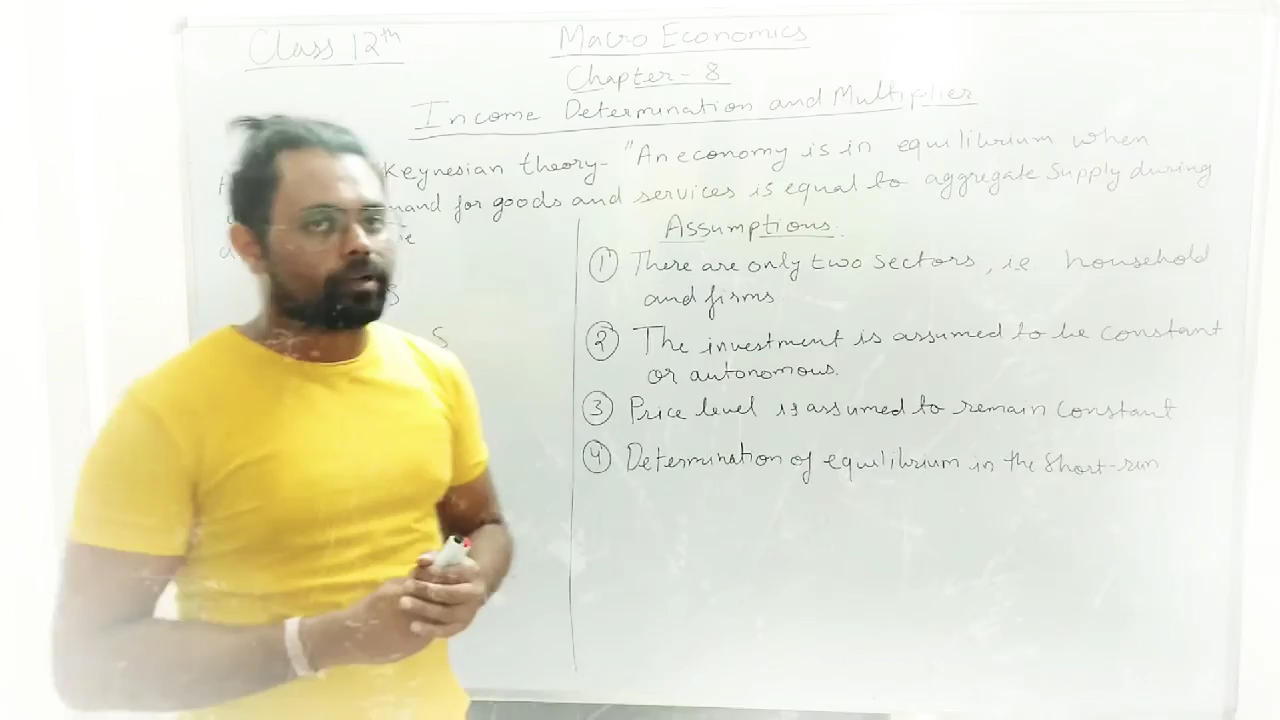 Class 12th
Macro Economics
Chapter - 8
Income Determination and Multiplier
Keynesian theory- "An economy is in equilibrium when
mand for goods and services is equal to aggregate Supply during
Assumptions.
① There are only two sectors, i.e household
and firms
② The investment is assumed to be constant
or autonomous.
③ Price level is assumed to remain constant
④ Determination of equilibrium in the Short-run
S
S